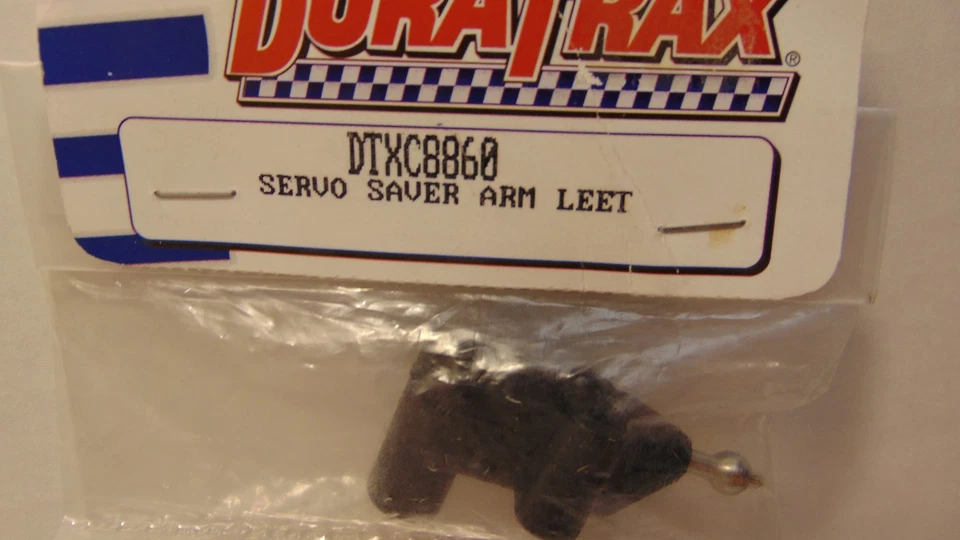 DURATRAX®
DTXC8860
SERVO SAVER ARM LEET